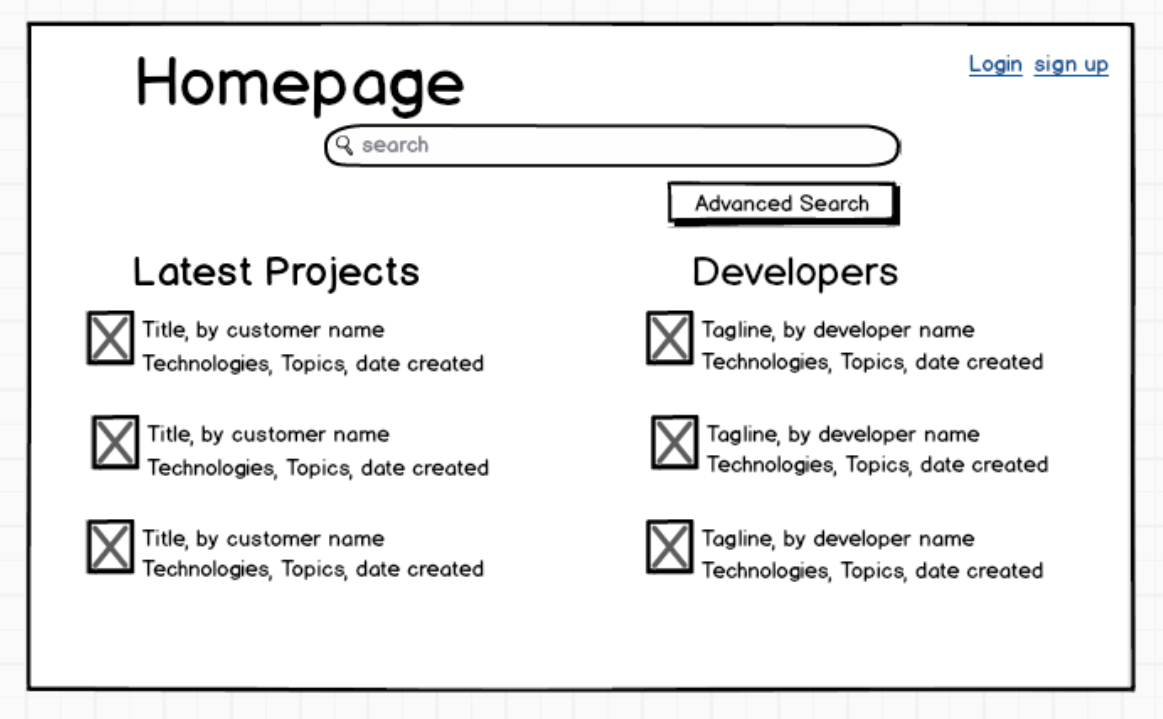 Homepage
Login sign up
search
Advanced Search
Latest Projects
Title, by customer name
Technologies, Topics, date created
Title, by customer name
Technologies, Topics, date created
Title, by customer name
Technologies, Topics, date created
Developers
Tagline, by developer name
Technologies, Topics, date created
Tagline, by developer name
Technologies, Topics, date created
Tagline, by developer name
Technologies, Topics, date created